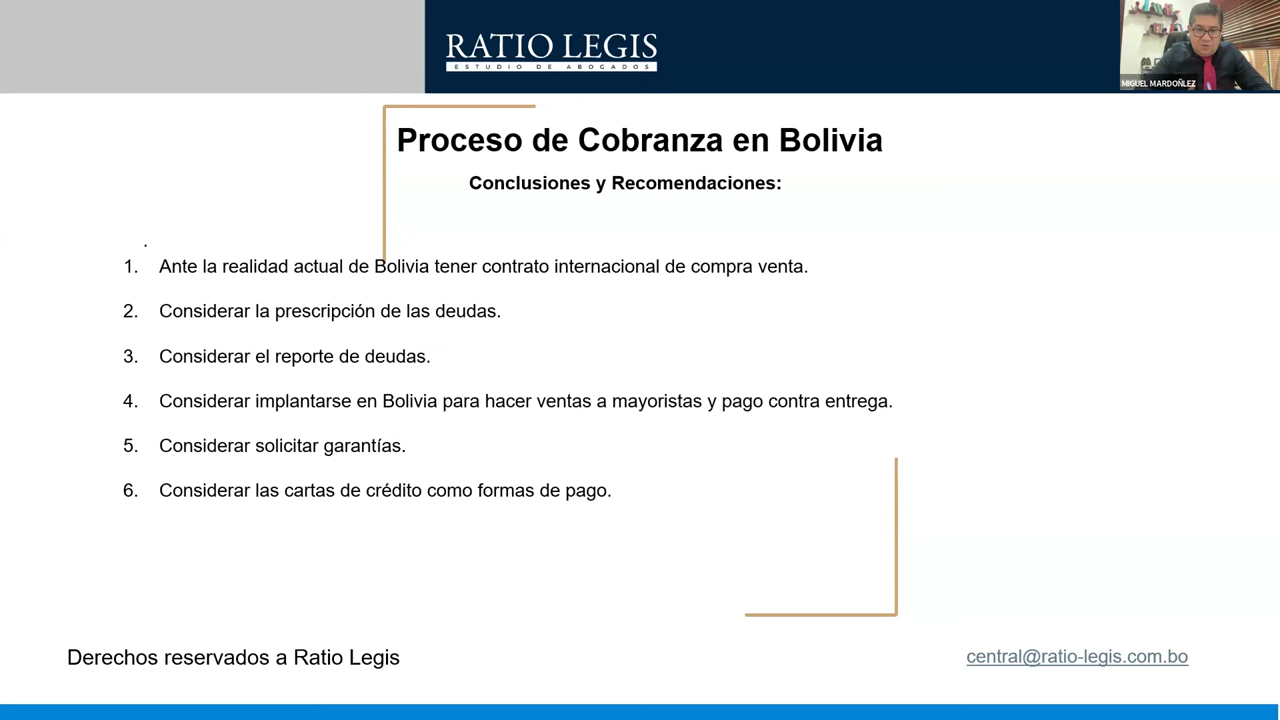 RATIO LEGIS
ESTUDIO DE ABOGADOS
MIGUEL MARDOÑLEZ
Proceso de Cobranza en Bolivia
Conclusiones y Recomendaciones:
.
1. Ante la realidad actual de Bolivia tener contrato internacional de compra venta.
2. Considerar la prescripción de las deudas.
3. Considerar el reporte de deudas.
4. Considerar implantarse en Bolivia para hacer ventas a mayoristas y pago contra entrega.
5. Considerar solicitar garantías.
6. Considerar las cartas de crédito como formas de pago.
Derechos reservados a Ratio Legis
central@ratio-legis.com.bo